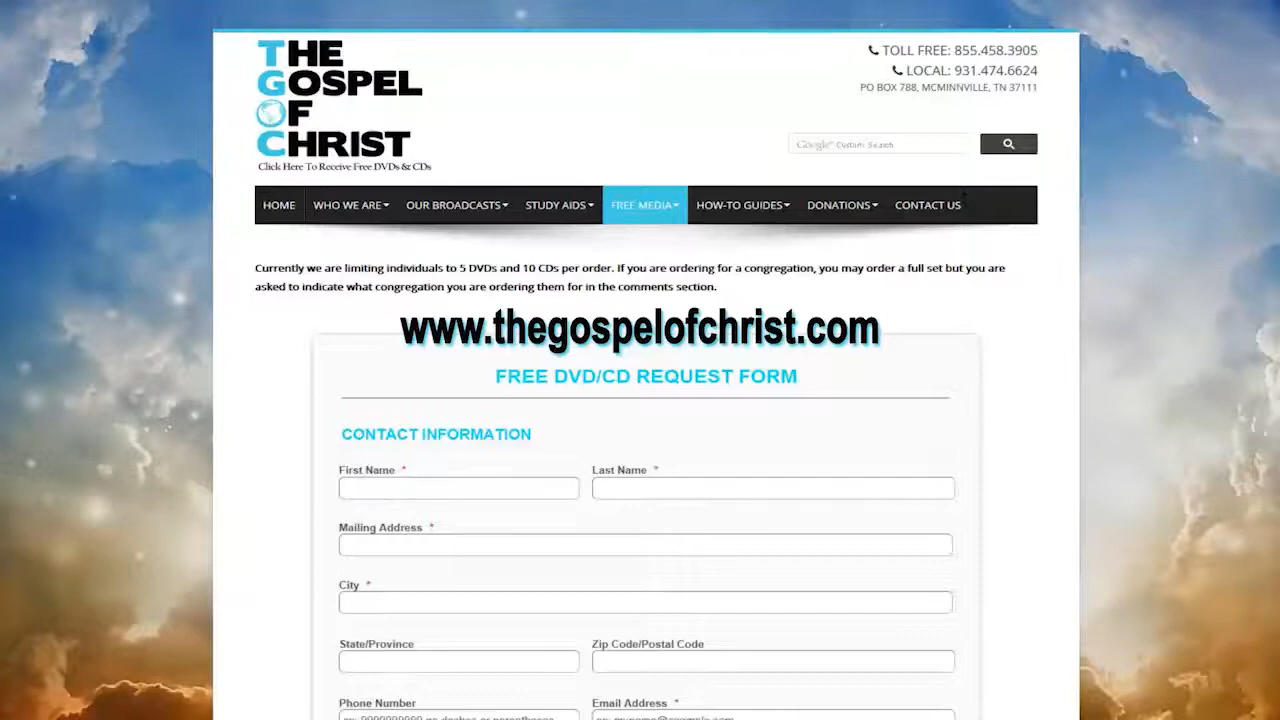 THE
GOSPEL
OF
CHRIST
Click Here To Receive Free DVDs & CDs
TOLL FREE: 855.458.3905
LOCAL: 931.474.6624
PO BOX 788, MCMINNVILLE, TN 37111
Google™ Custom Search
HOME WHO WE ARE OUR BROADCASTS STUDY AIDS FREE MEDIA HOW-TO GUIDES DONATIONS CONTACT US
Currently we are limiting individuals to 5 DVDs and 10 CDs per order. If you are ordering for a congregation, you may order a full set but you are
asked to indicate what congregation you are ordering them for in the comments section.
www.thegospelofchrist.com
FREE DVD/CD REQUEST FORM
CONTACT INFORMATION
First Name * Last Name *
Mailing Address *
City *
State/Province Zip Code/Postal Code
Phone Number Email Address *